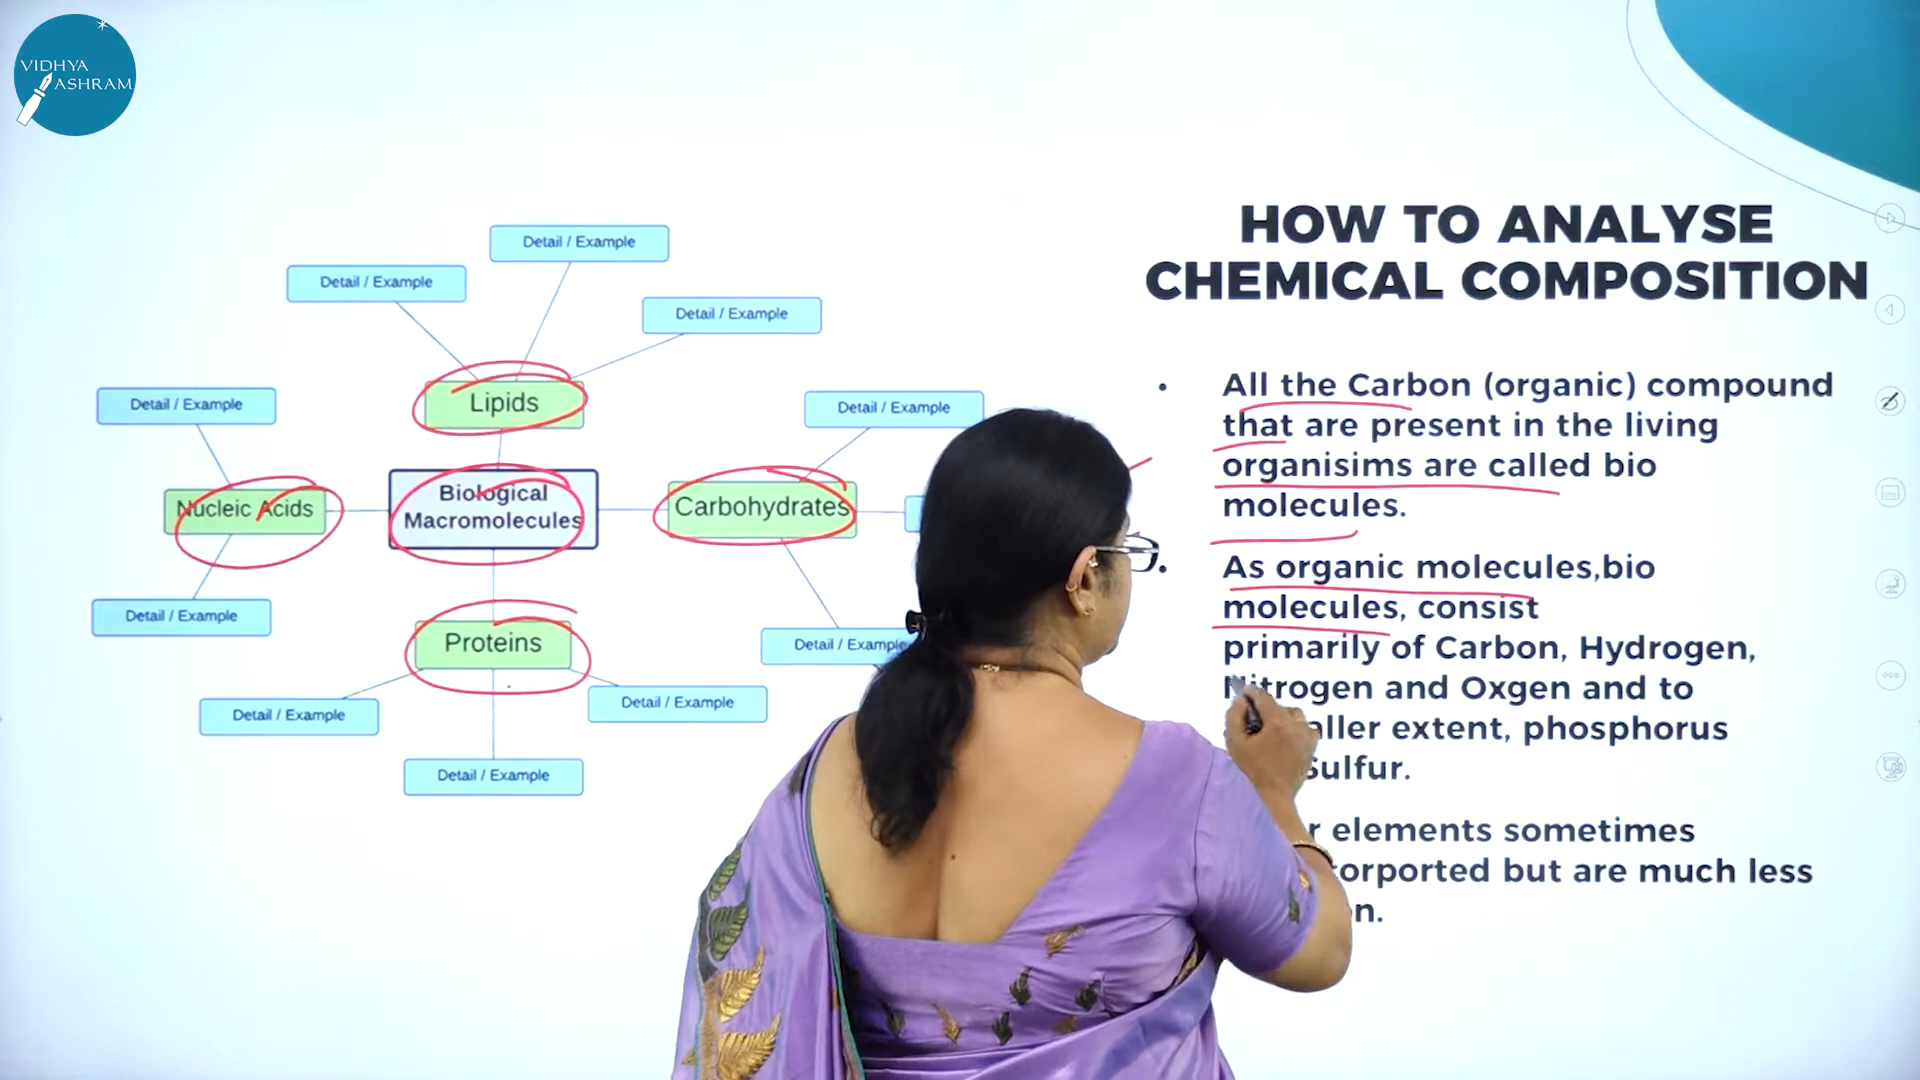 VIDHYA
ASHRAM
HOW TO ANALYSE
CHEMICAL COMPOSITION
Detail / Example
Detail / Example
Detail / Example
Lipids
Detail / Example
Detail / Example
Nucleic Acids
Biological
Macromolecules
Carbohydrates
Detail / Example
Detail / Example
Proteins
Detail / Example
Detail / Example
Detail / Example
All the Carbon (organic) compound
that are present in the living
organisims are called bio
molecules.
As organic molecules,bio
molecules, consist
primarily of Carbon, Hydrogen,
Nitrogen and Oxgen and to
extent, phosphorus
Sulfur.
elements sometimes
but are much less